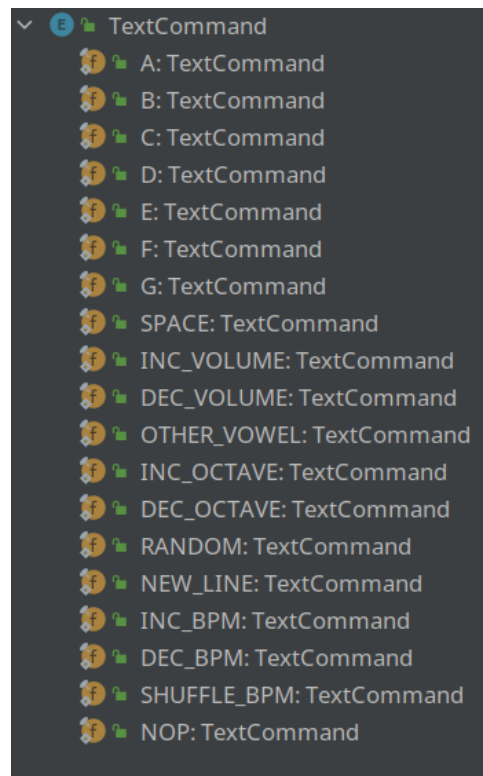 E TextCommand
f A: TextCommand
f B: TextCommand
f C: TextCommand
f D: TextCommand
f E: TextCommand
f F: TextCommand
f G: TextCommand
f SPACE: TextCommand
f INC_VOLUME: TextCommand
f DEC_VOLUME: TextCommand
f OTHER_VOWEL: TextCommand
f INC_OCTAVE: TextCommand
f DEC_OCTAVE: TextCommand
f RANDOM: TextCommand
f NEW_LINE: TextCommand
f INC_BPM: TextCommand
f DEC_BPM: TextCommand
f SHUFFLE_BPM: TextCommand
f NOP: TextCommand